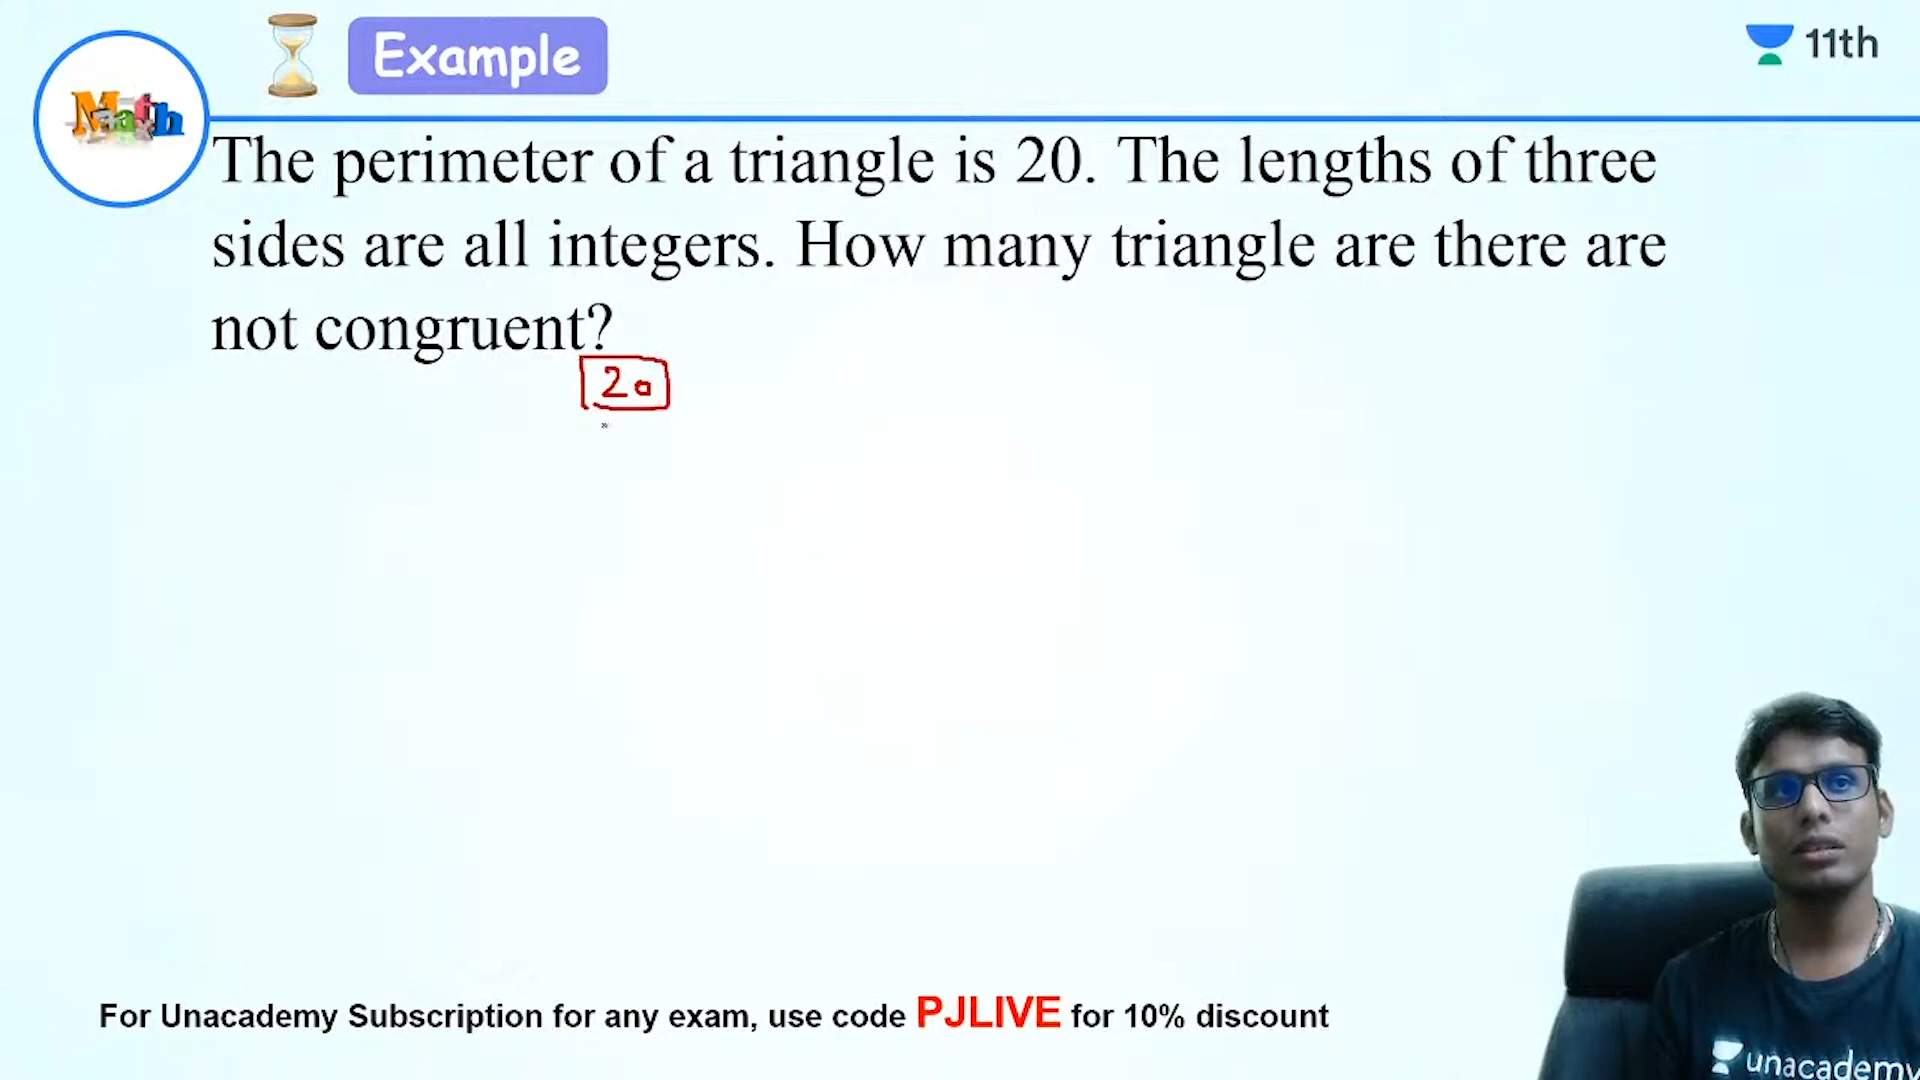 Example
11th
Math
The perimeter of a triangle is 20. The lengths of three
sides are all integers. How many triangle are there are
not congruent?
20
For Unacademy Subscription for any exam, use code PJLIVE for 10% discount
unacademy